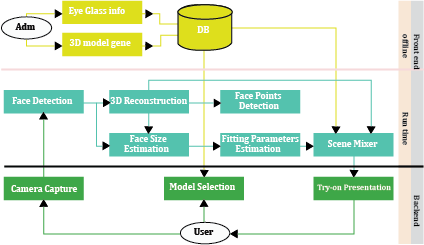 Eye Glass info
Adm
3D model gene
DB
Front end
offline
Face Detection
3D Reconstruction
Face Points
Detection
Face Size
Estimation
Fitting Parameters
Estimation
Scene Mixer
Run time
Camera Capture
Model Selection
Try-on Presentation
User
Backend